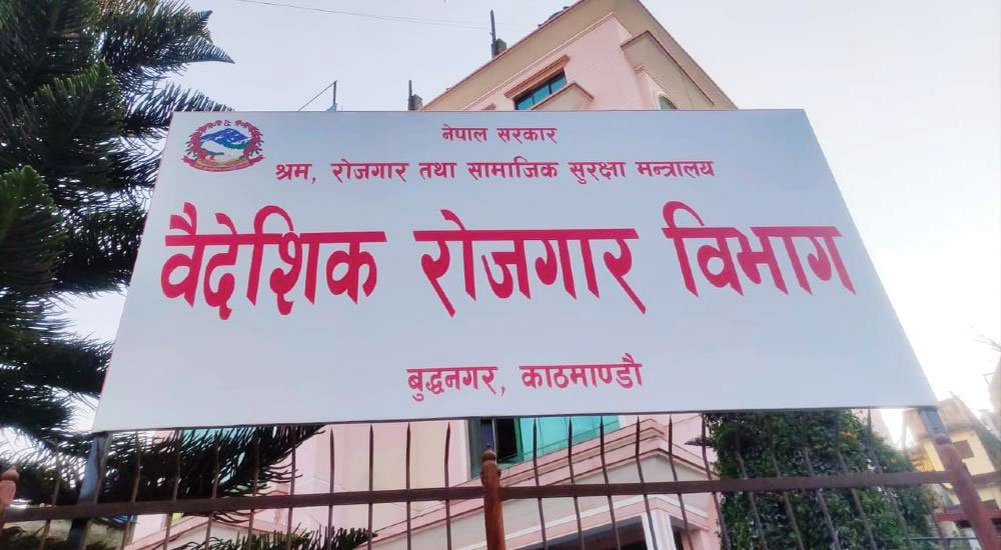 नेपाल सरकार
श्रम, रोजगार तथा सामाजिक सुरक्षा मन्त्रालय
वैदेशिक रोजगार विभाग
बुद्धनगर, काठमाण्डौ